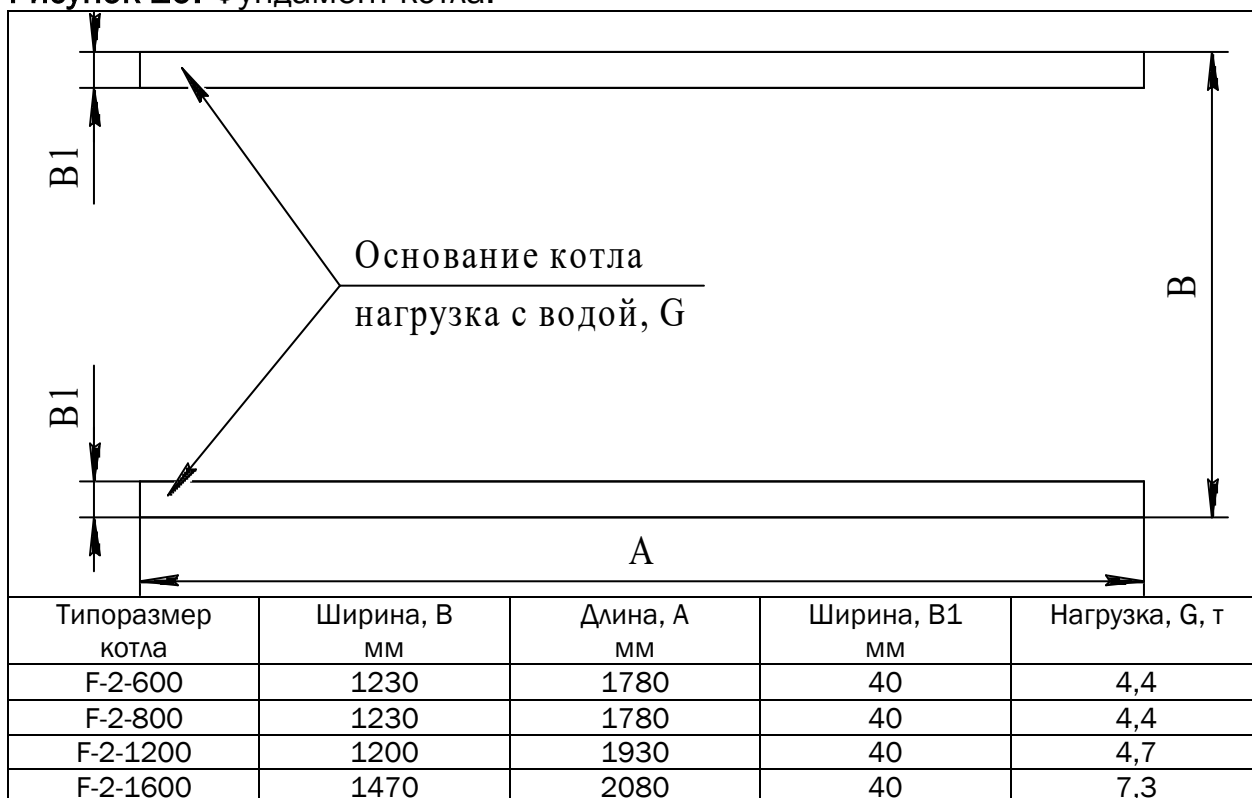 Фундамент котла.
B1
Основание котла
нагрузка с водой, G
B
B1
A
Типоразмер котла Ширина, B мм Длина, A мм Ширина, B1 мм Нагрузка, G, т
F-2-600 1230 1780 40 4,4
F-2-800 1230 1780 40 4,4
F-2-1200 1200 1930 40 4,7
F-2-1600 1470 2080 40 7,3